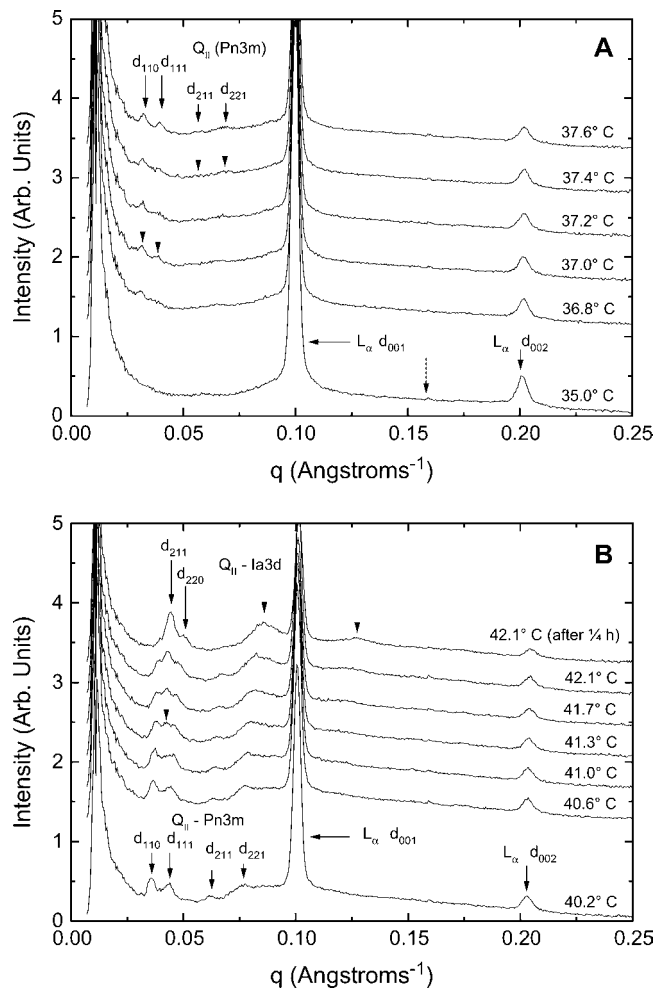 A
Q_II (Pn3m)
d_110 d_111
d_211 d_221
37.6° C
37.4° C
37.2° C
37.0° C
36.8° C
L_α d_001
L_α d_002
35.0° C
5
4
3
2
1
0
Intensity (Arb. Units)
0.00 0.05 0.10 0.15 0.20 0.25
q (Angstroms⁻¹)
B
d_211
d_220
Q_II - Ia3d
42.1° C (after ¼ h)
42.1° C
41.7° C
41.3° C
41.0° C
40.6° C
Q_II - Pn3m
d_110 d_111
d_211 d_221
L_α d_001
L_α d_002
40.2° C
5
4
3
2
1
0
Intensity (Arb. Units)
0.00 0.05 0.10 0.15 0.20 0.25
q (Angstroms⁻¹)